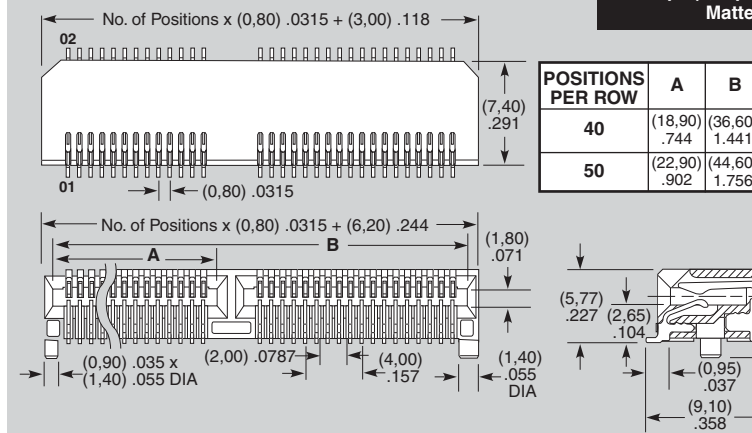 Matte
No. of Positions x (0,80) .0315 + (3,00) .118
02
(7,40)
.291
01
(0,80) .0315
POSITIONS PER ROW A B
40 (18,90) .744 (36,60 1.441
50 (22,90) .902 (44,60 1.756
No. of Positions x (0,80) .0315 + (6,20) .244
B
A
(1,80)
.071
(0,90) .035 x
(1,40) .055 DIA
(2,00) .0787
(4,00)
.157
(1,40)
.055
DIA
(5,77)
.227
(2,65)
.104
(0,95)
.037
(9,10)
.358